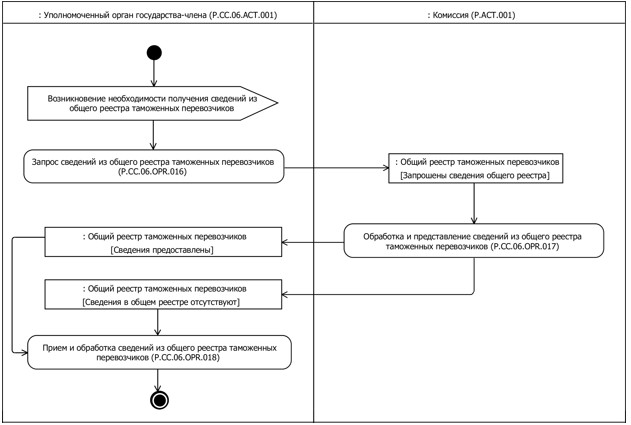 : Уполномоченный орган государства-члена (P.CC.06.ACT.001)
: Комиссия (P.ACT.001)
Возникновение необходимости получения сведений из
общего реестра таможенных перевозчиков
Запрос сведений из общего реестра таможенных перевозчиков
(P.CC.06.OPR.016)
: Общий реестр таможенных перевозчиков
[Запрошены сведения общего реестра]
Обработка и представление сведений из общего реестра
таможенных перевозчиков (P.CC.06.OPR.017)
: Общий реестр таможенных перевозчиков
[Сведения предоставлены]
: Общий реестр таможенных перевозчиков
[Сведения в общем реестре отсутствуют]
Прием и обработка сведений из общего реестра таможенных
перевозчиков (P.CC.06.OPR.018)